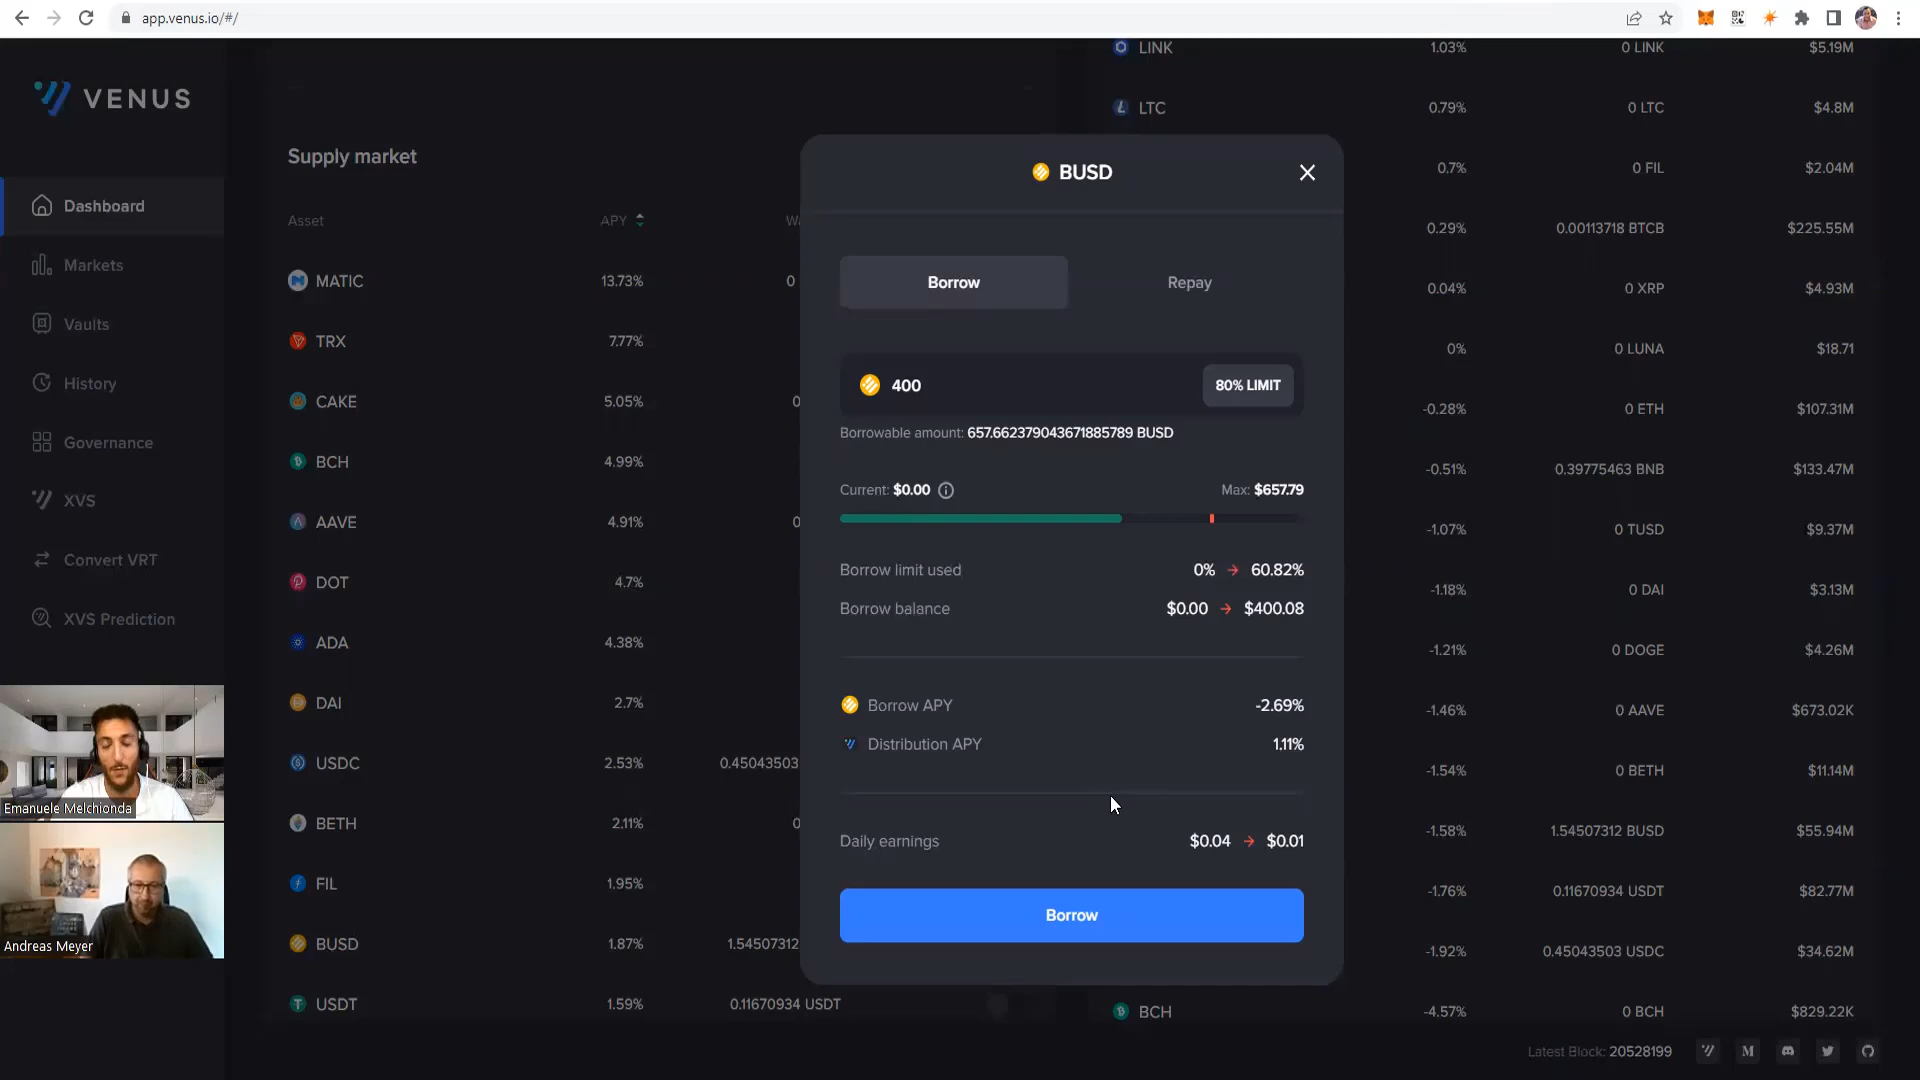 app.venus.io/#/
VENUS
Dashboard
Markets
Vaults
History
Governance
XVS
Convert VRT
XVS Prediction
Emanuele Melchionda
Andreas Meyer
Supply market
Asset APY
MATIC 13.73% 0
TRX 7.77%
CAKE 5.05% 0
BCH 4.99%
AAVE 4.91% 0
DOT 4.7%
ADA 4.38%
DAI 2.7%
USDC 2.53% 0.45043503
BETH 2.11% 0
FIL 1.95%
BUSD 1.87% 1.54507312
USDT 1.59% 0.11670934 USDT
BUSD
Borrow Repay
400 80% LIMIT
Borrowable amount: 657.662379043671885789 BUSD
Current: $0.00 Max: $657.79
Borrow limit used 0% → 60.82%
Borrow balance $0.00 → $400.08
Borrow APY -2.69%
Distribution APY 1.11%
Daily earnings $0.04 → $0.01
Borrow
LINK 1.03% 0 LINK $5.19M
LTC 0.79% 0 LTC $4.8M
0.7% 0 FIL $2.04M
0.29% 0.00113718 BTCB $225.55M
0.04% 0 XRP $4.93M
0% 0 LUNA $18.71
-0.28% 0 ETH $107.31M
-0.51% 0.39775463 BNB $133.47M
-1.07% 0 TUSD $9.37M
-1.18% 0 DAI $3.13M
-1.21% 0 DOGE $4.26M
-1.46% 0 AAVE $673.02K
-1.54% 0 BETH $11.14M
-1.58% 1.54507312 BUSD $55.94M
-1.76% 0.11670934 USDT $82.77M
-1.92% 0.45043503 USDC $34.62M
BCH -4.57% 0 BCH $829.22K
Latest Block: 20528199